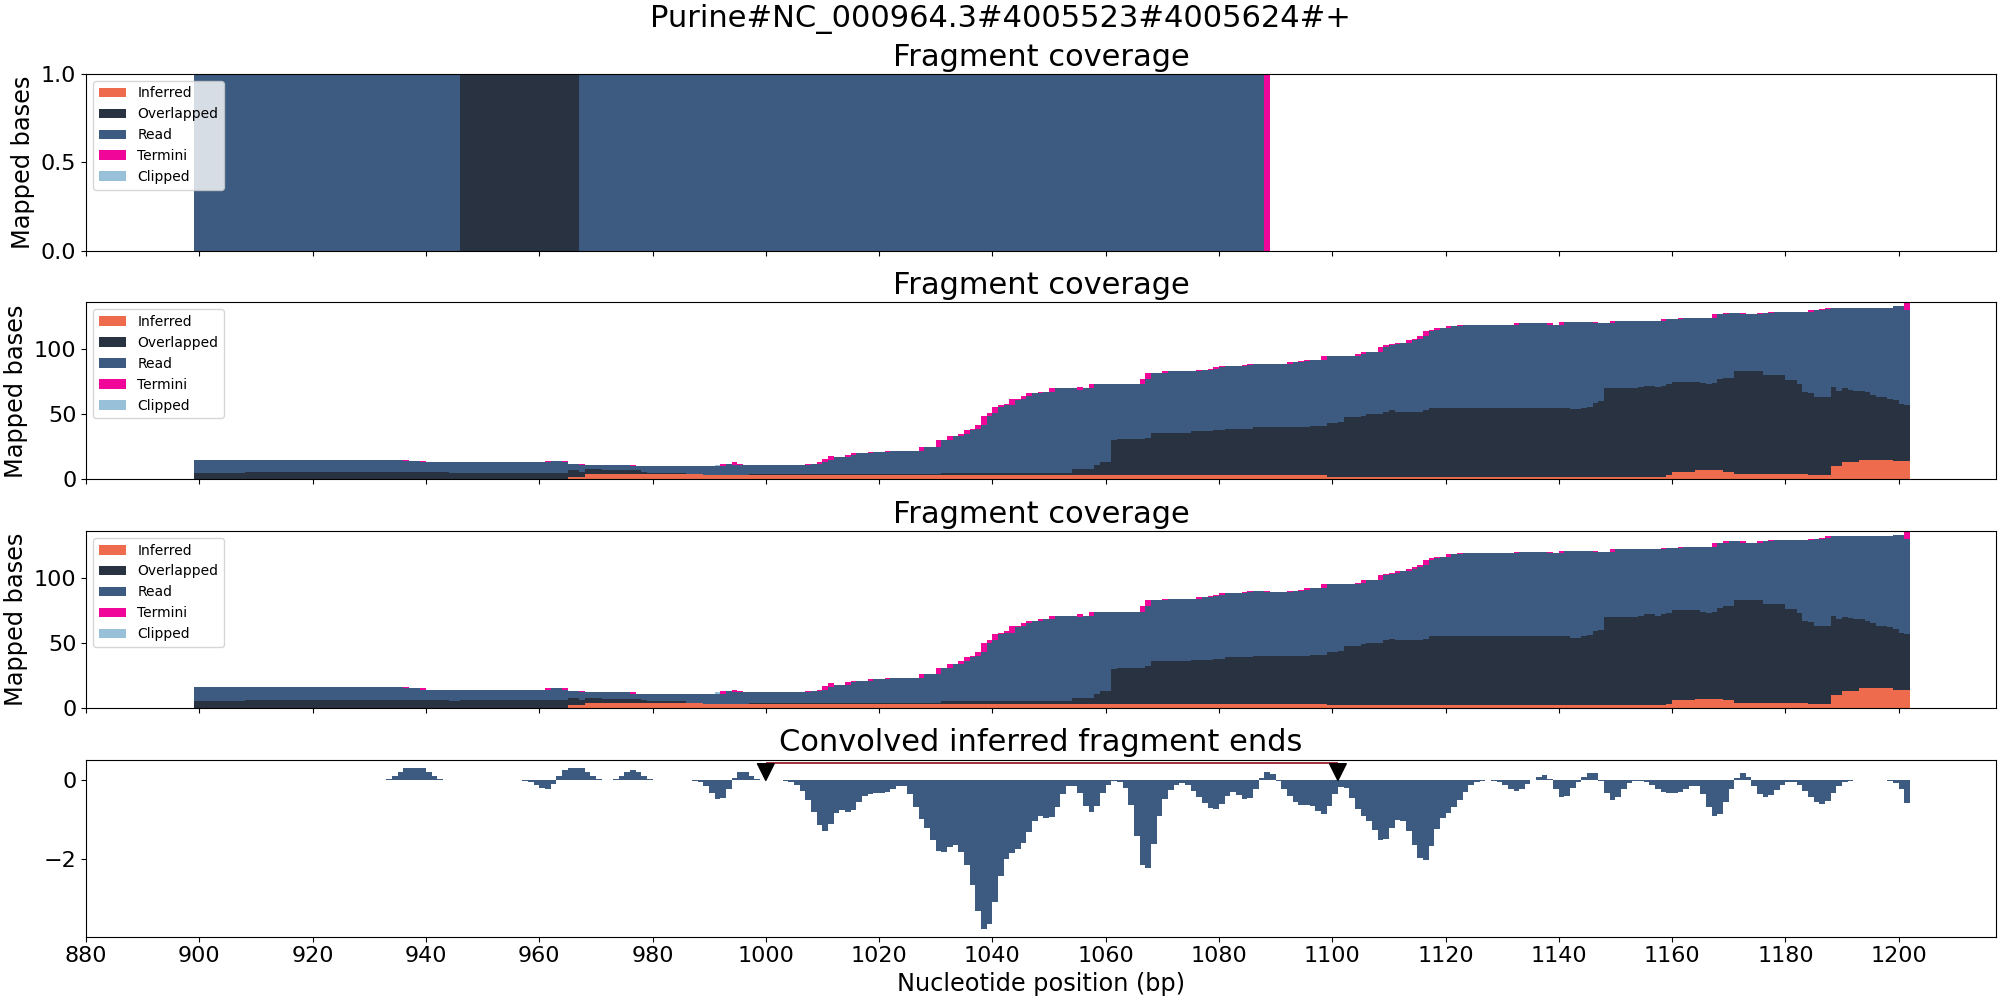 Purine#NC_000964.3#4005523#4005624#+
Fragment coverage
Mapped bases
1.0
0.5
0.0
Inferred
Overlapped
Read
Termini
Clipped
Fragment coverage
Mapped bases
100
50
0
Inferred
Overlapped
Read
Termini
Clipped
Fragment coverage
Mapped bases
100
50
0
Inferred
Overlapped
Read
Termini
Clipped
Convolved inferred fragment ends
0
−2
880 900 920 940 960 980 1000 1020 1040 1060 1080 1100 1120 1140 1160 1180 1200
Nucleotide position (bp)